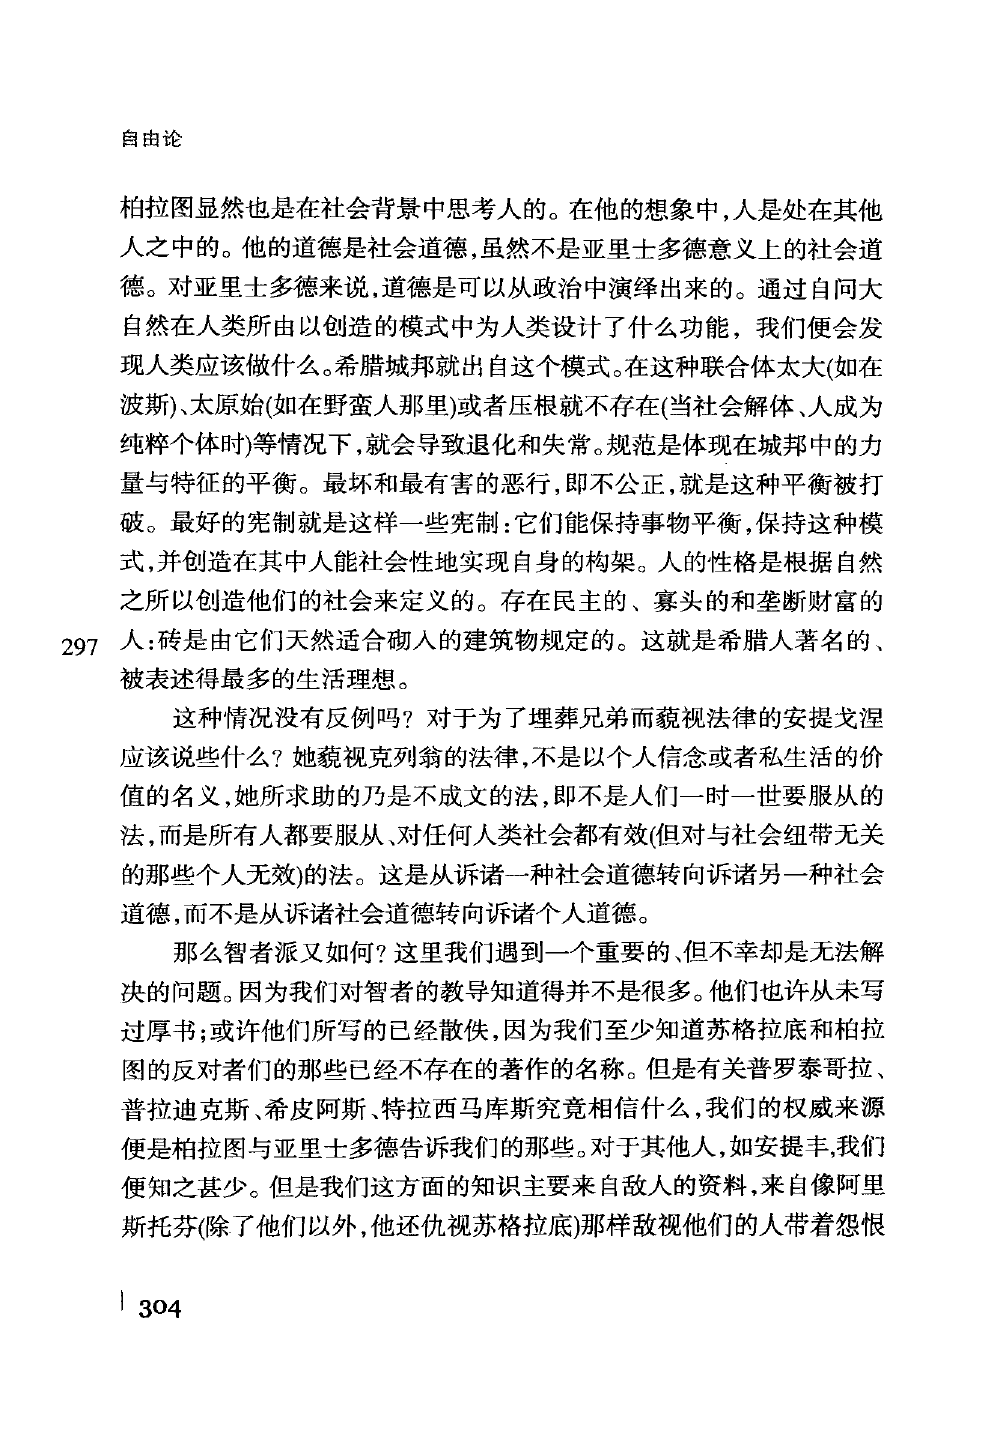 自由论
柏拉图显然也是在社会背景中思考人的。在他的想象中,人是处在其他
人之中的。他的道德是社会道德,虽然不是亚里士多德意义上的社会道
德。对亚里士多德来说,道德是可以从政治中演绎出来的。通过自问大
自然在人类所由以创造的模式中为人类设计了什么功能,我们便会发
现人类应该做什么。希腊城邦就出自这个模式。在这种联合体太大(如在
波斯)、太原始(如在野蛮人那里)或者压根就不存在(当社会解体、人成为
纯粹个体时)等情况下,就会导致退化和失常。规范是体现在城邦中的力
量与特征的平衡。最坏和最有害的恶行,即不公正,就是这种平衡被打
破。最好的宪制就是这样一些宪制:它们能保持事物平衡,保持这种模
式,并创造在其中人能社会性地实现自身的构架。人的性格是根据自然
之所以创造他们的社会来定义的。存在民主的、寡头的和垄断财富的
297 人:砖是由它们天然适合砌入的建筑物规定的。这就是希腊人著名的、
被表述得最多的生活理想。
这种情况没有反例吗?对于为了埋葬兄弟而藐视法律的安提戈涅
应该说些什么?她藐视克列翁的法律,不是以个人信念或者私生活的价
值的名义,她所求助的乃是不成文的法,即不是人们一时一世要服从的
法,而是所有人都要服从、对任何人类社会都有效(但对与社会纽带无关
的那些个人无效)的法。这是从诉诸一种社会道德转向诉诸另一种社会
道德,而不是从诉诸社会道德转向诉诸个人道德。
那么智者派又如何?这里我们遇到一个重要的、但不幸却是无法解
决的问题。因为我们对智者的教导知道得并不是很多。他们也许从未写
过厚书;或许他们所写的已经散佚,因为我们至少知道苏格拉底和柏拉
图的反对者们的那些已经不存在的著作的名称。但是有关普罗泰哥拉、
普拉迪克斯、希皮阿斯、特拉西马库斯究竟相信什么,我们的权威来源
便是柏拉图与亚里士多德告诉我们的那些。对于其他人,如安提丰,我们
便知之甚少。但是我们这方面的知识主要来自敌人的资料,来自像阿里
斯托芬(除了他们以外,他还仇视苏格拉底)那样敌视他们的人带着怨恨
304